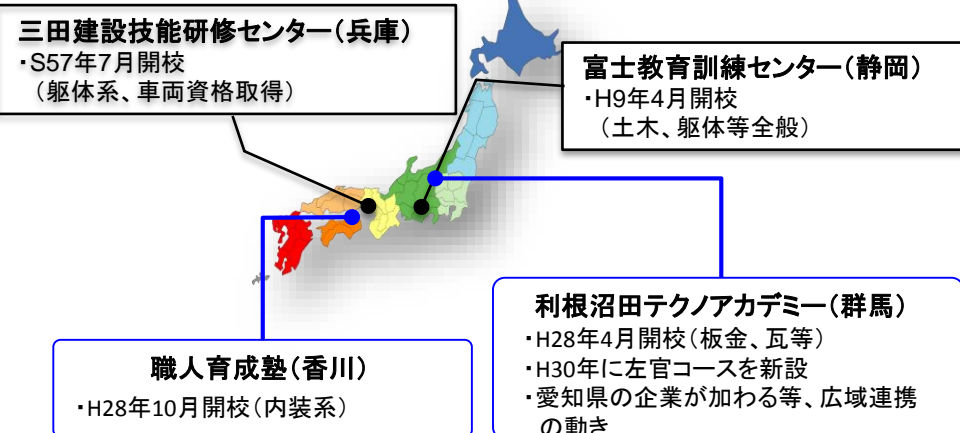 三田建設技能研修センター(兵庫)
・S57年7月開校
(躯体系、車両資格取得)
富士教育訓練センター(静岡)
・H9年4月開校
(土木、躯体等全般)
職人育成塾(香川)
・H28年10月開校(内装系)
利根沼田テクノアカデミー(群馬)
・H28年4月開校(板金、瓦等)
・H30年に左官コースを新設
・愛知県の企業が加わる等、広域連携
の動き